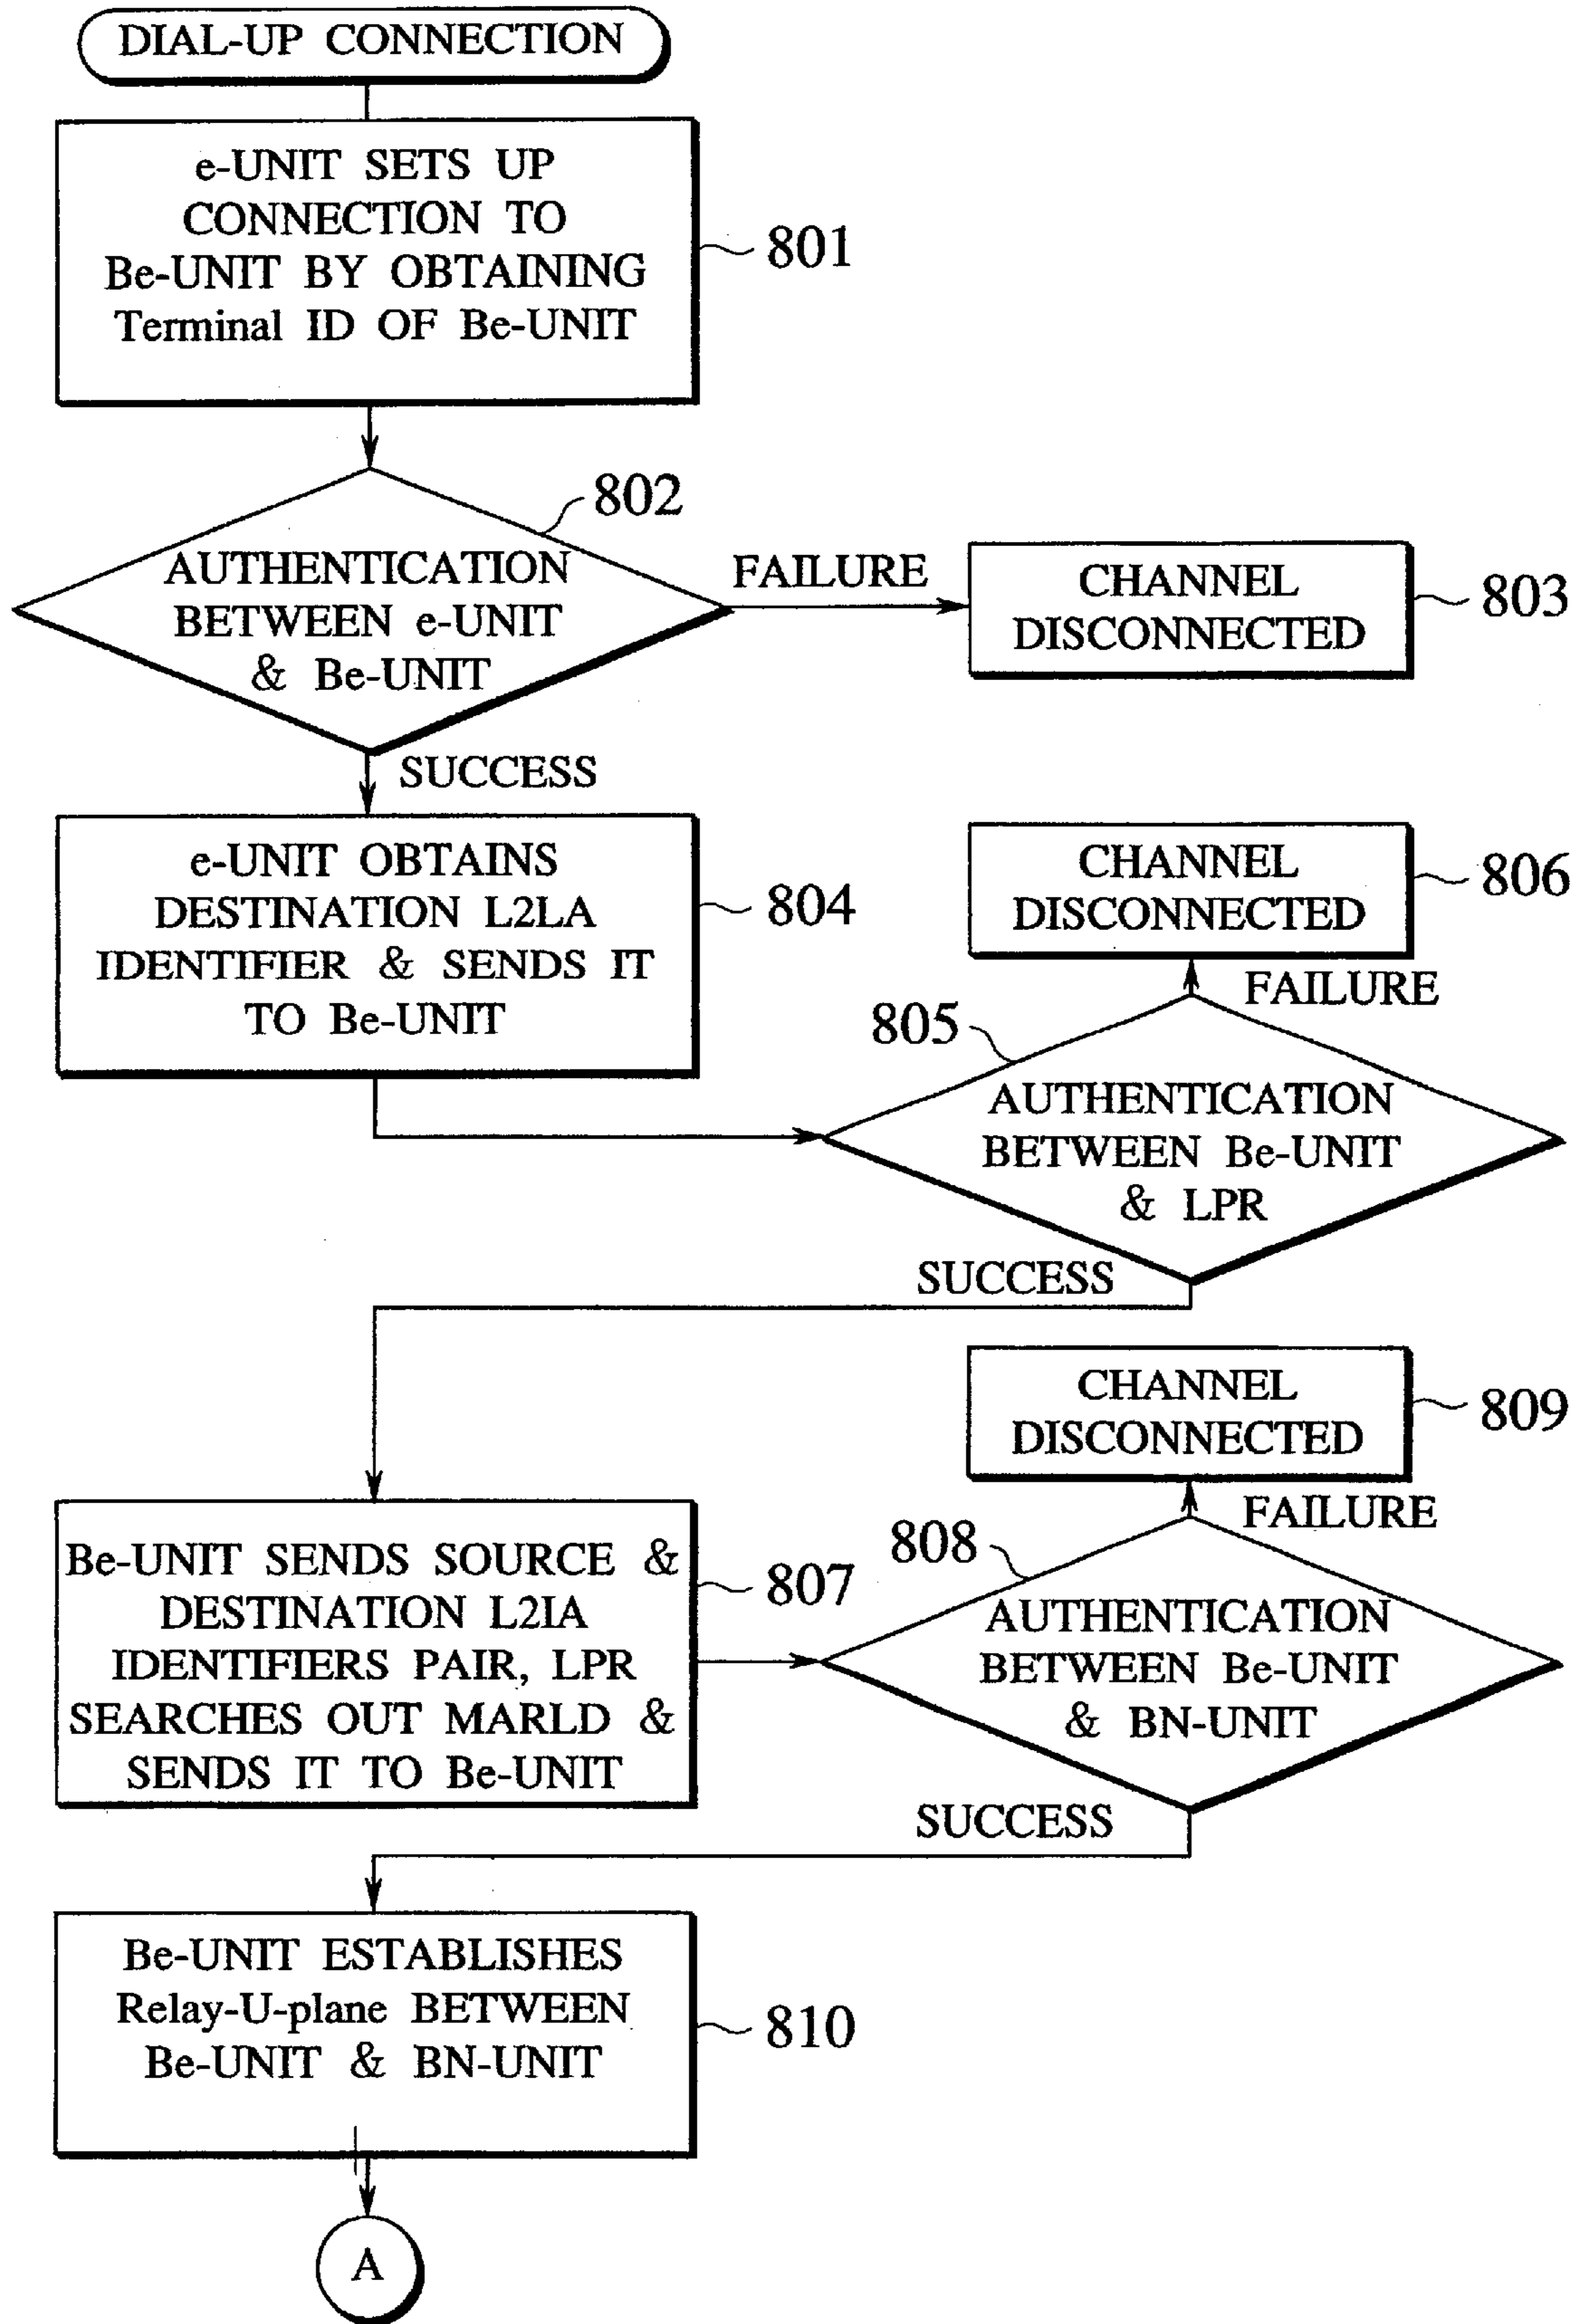 DIAL-UP CONNECTION
e-UNIT SETS UP
CONNECTION TO
Be-UNIT BY OBTAINING
Terminal ID OF Be-UNIT
801
802
AUTHENTICATION
BETWEEN e-UNIT
& Be-UNIT
FAILURE
CHANNEL
DISCONNECTED
803
SUCCESS
e-UNIT OBTAINS
DESTINATION L2LA
IDENTIFIER & SENDS IT
TO Be-UNIT
804
CHANNEL
DISCONNECTED
806
FAILURE
805
AUTHENTICATION
BETWEEN Be-UNIT
& LPR
SUCCESS
CHANNEL
DISCONNECTED
809
FAILURE
Be-UNIT SENDS SOURCE &
DESTINATION L2IA
IDENTIFIERS PAIR, LPR
SEARCHES OUT MARLD &
SENDS IT TO Be-UNIT
807
808
AUTHENTICATION
BETWEEN Be-UNIT
& BN-UNIT
SUCCESS
Be-UNIT ESTABLISHES
Relay-U-plane BETWEEN
Be-UNIT & BN-UNIT
810
A